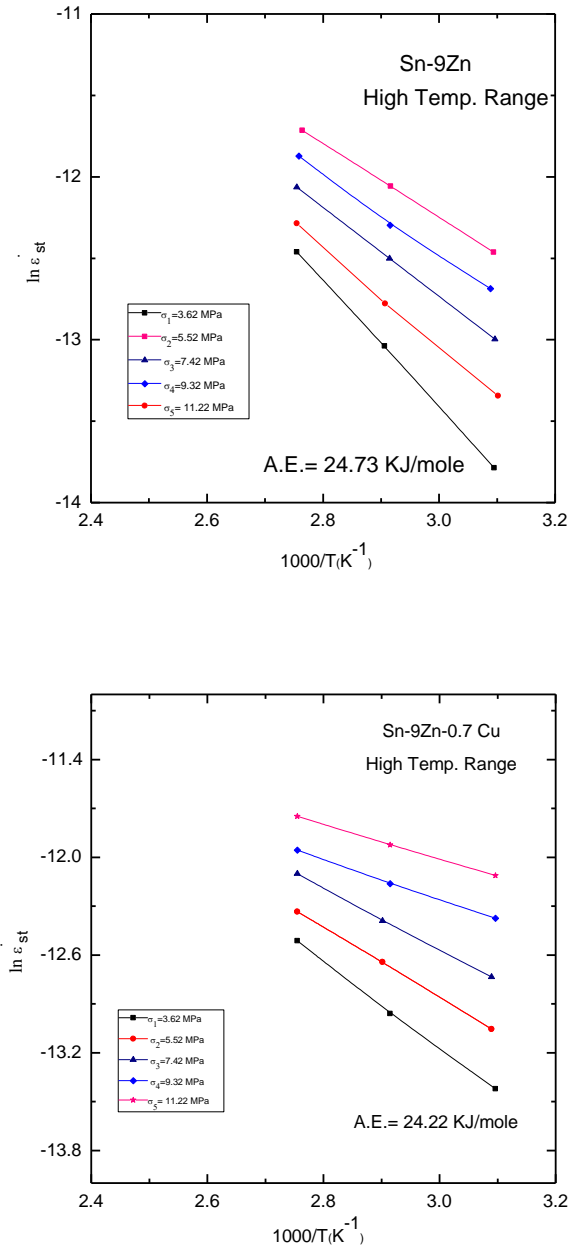 -11
Sn-9Zn
High Temp. Range
-12
ln ε̇st
σ1=3.62 MPa
σ2=5.52 MPa
σ3=7.42 MPa
σ4=9.32 MPa
σ5= 11.22 MPa
-13
A.E.= 24.73 KJ/mole
-14
2.4 2.6 2.8 3.0 3.2
1000/T(K-1)
Sn-9Zn-0.7 Cu
-11.4
High Temp. Range
-12.0
ln ε̇st
-12.6
σ1=3.62 MPa
σ2=5.52 MPa
σ3=7.42 MPa
σ4=9.32 MPa
σ5= 11.22 MPa
-13.2
A.E.= 24.22 KJ/mole
-13.8
2.4 2.6 2.8 3.0 3.2
1000/T(K-1)